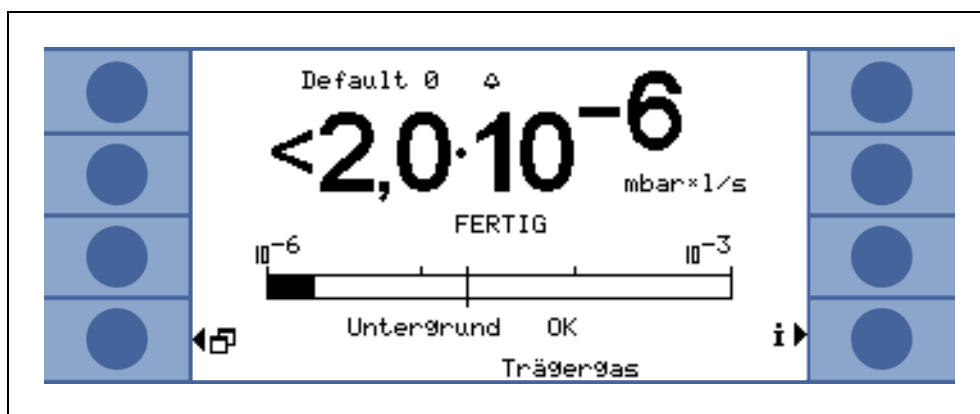 Default 0
<2,0·10⁻⁶
mbar×l/s
FERTIG
10⁻⁶ 10⁻³
Untergrund OK
i
Trägergas